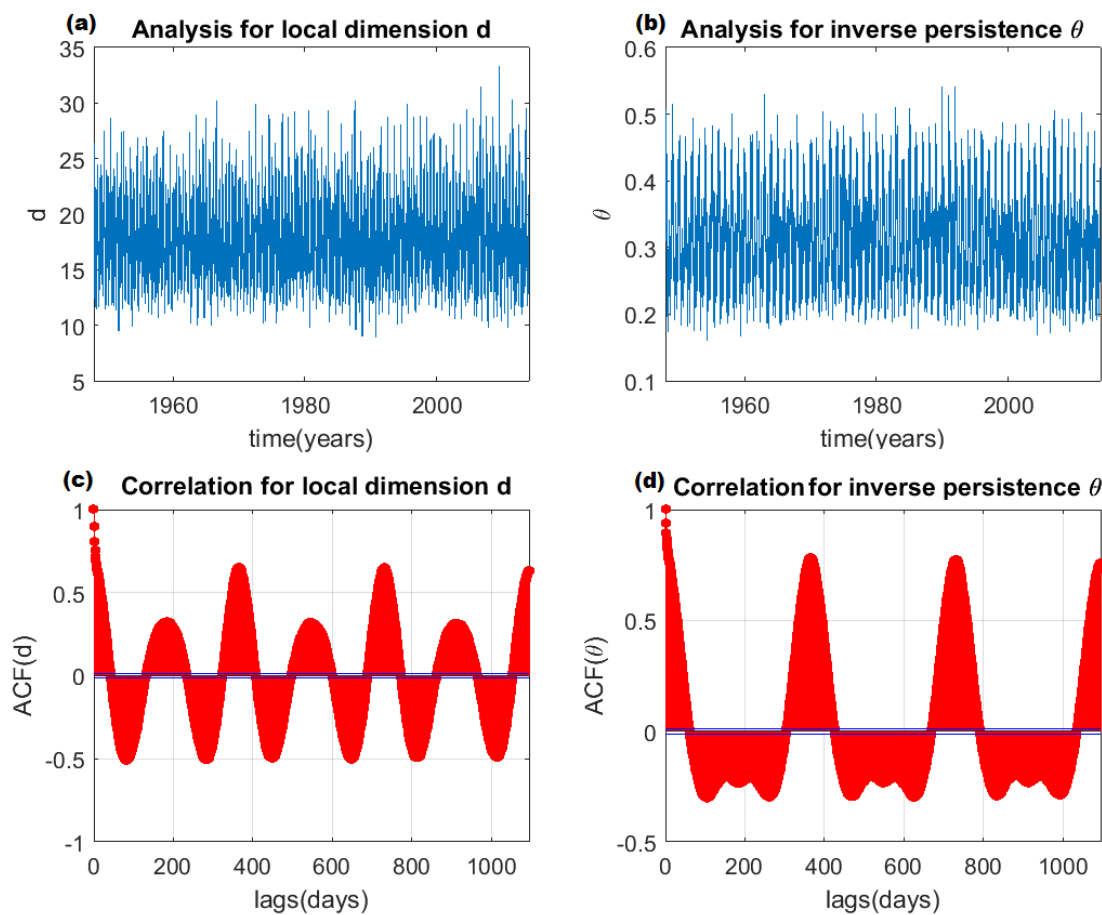 (a) Analysis for local dimension d
35
30
25
20
15
10
5
d
1960 1980 2000
time(years)
(b) Analysis for inverse persistence θ
0.6
0.5
0.4
0.3
0.2
0.1
θ
1960 1980 2000
time(years)
(c) Correlation for local dimension d
1
0.5
0
-0.5
-1
ACF(d)
0 200 400 600 800 1000
lags(days)
(d) Correlation for inverse persistence θ
1
0.5
0
-0.5
ACF(θ)
0 200 400 600 800 1000
lags(days)